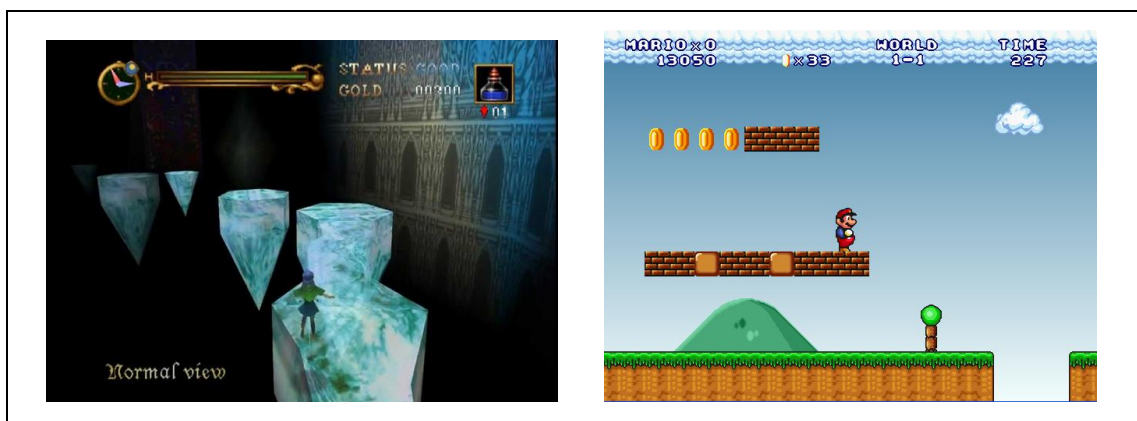 H
STATUS GOOD
GOLD 00300
01
Normal view
MARIO×0 WORLD TIME
13050 ×33 1-1 227